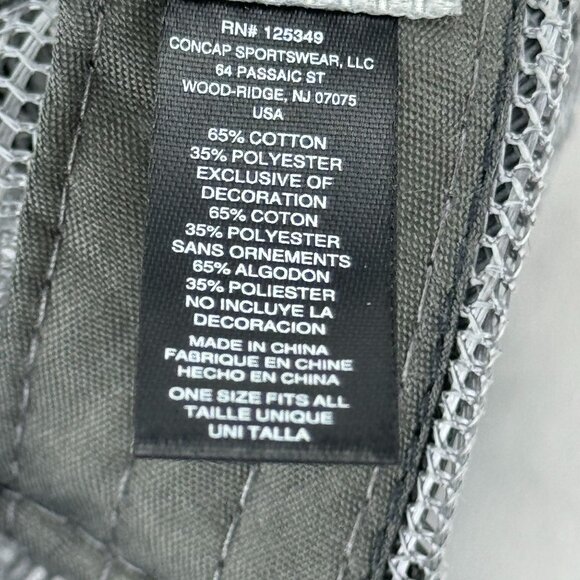 RN# 125349
CONCAP SPORTSWEAR, LLC
64 PASSAIC ST
WOOD-RIDGE, NJ 07075
USA
65% COTTON
35% POLYESTER
EXCLUSIVE OF
DECORATION
65% COTON
35% POLYESTER
SANS ORNEMENTS
65% ALGODON
35% POLIESTER
NO INCLUYE LA
DECORACION
MADE IN CHINA
FABRIQUE EN CHINE
HECHO EN CHINA
ONE SIZE FITS ALL
TAILLE UNIQUE
UNI TALLA